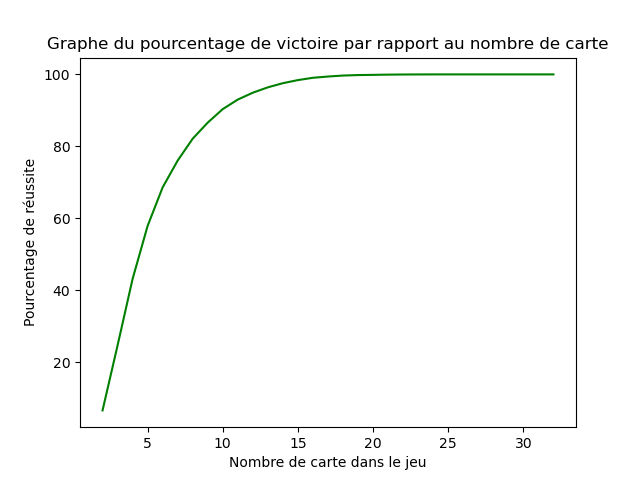 Graphe du pourcentage de victoire par rapport au nombre de carte
100
80
60
40
20
Pourcentage de réussite
5 10 15 20 25 30
Nombre de carte dans le jeu